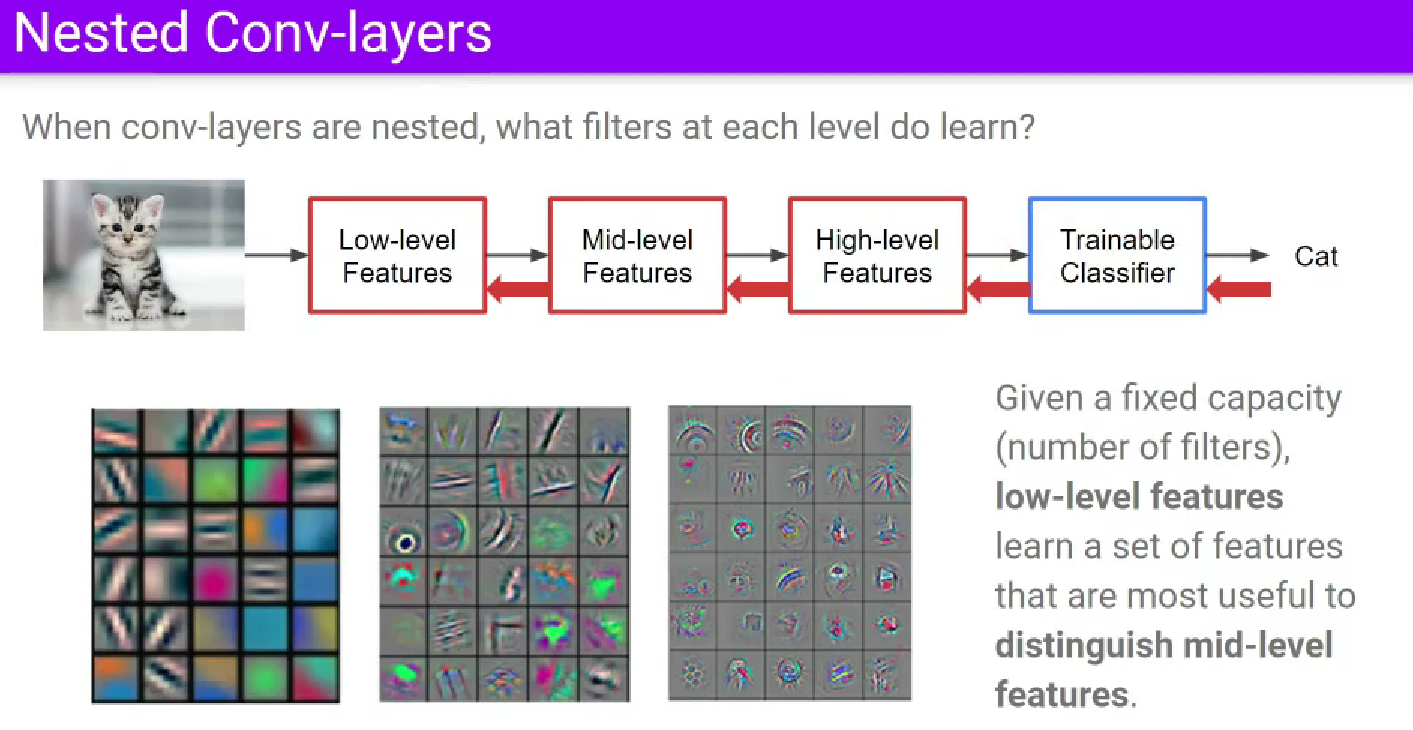 Nested Conv-layers
When conv-layers are nested, what filters at each level do learn?
Low-level
Features
Mid-level
Features
High-level
Features
Trainable
Classifier
Cat
Given a fixed capacity
(number of filters),
low-level features
learn a set of features
that are most useful to
distinguish mid-level
features.